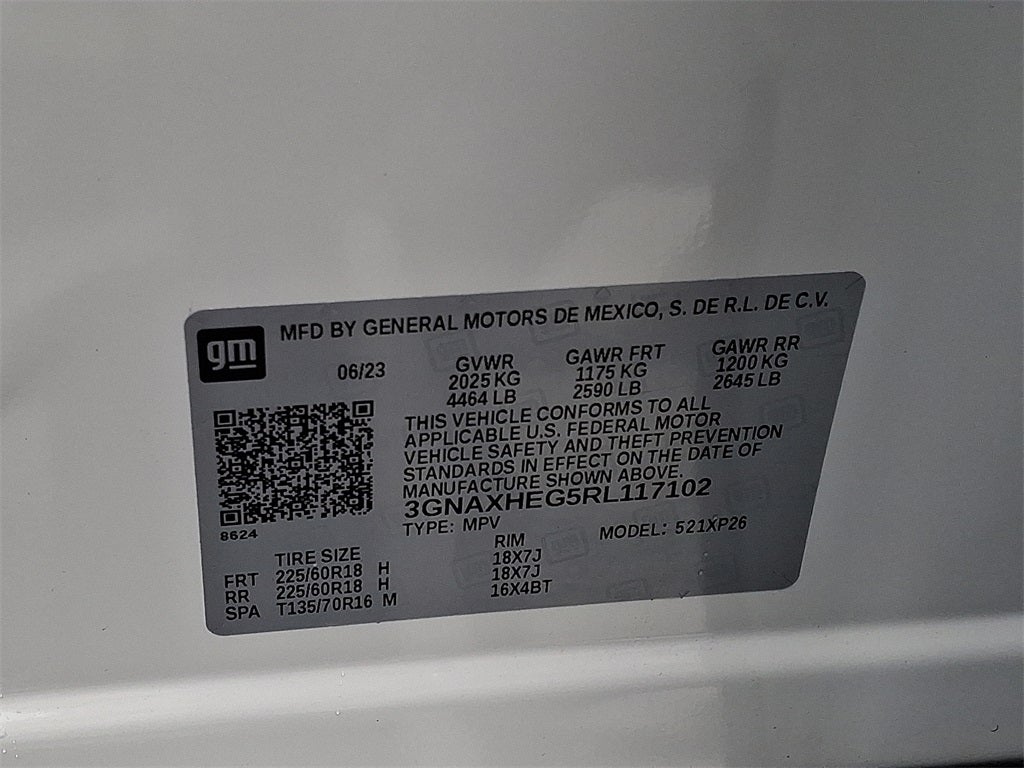 gm
MFD BY GENERAL MOTORS DE MEXICO, S. DE R.L. DE C.V.
06/23 GVWR GAWR FRT GAWR RR
2025 KG 1175 KG 1200 KG
4464 LB 2590 LB 2645 LB
THIS VEHICLE CONFORMS TO ALL
APPLICABLE U.S. FEDERAL MOTOR
VEHICLE SAFETY AND THEFT PREVENTION
STANDARDS IN EFFECT ON THE DATE OF
MANUFACTURE SHOWN ABOVE.
3GNAXHEG5RL117102
TYPE: MPV MODEL: 521XP26
8624
TIRE SIZE RIM
FRT 225/60R18 H 18X7J
RR 225/60R18 H 18X7J
SPA T135/70R16 M 16X4BT